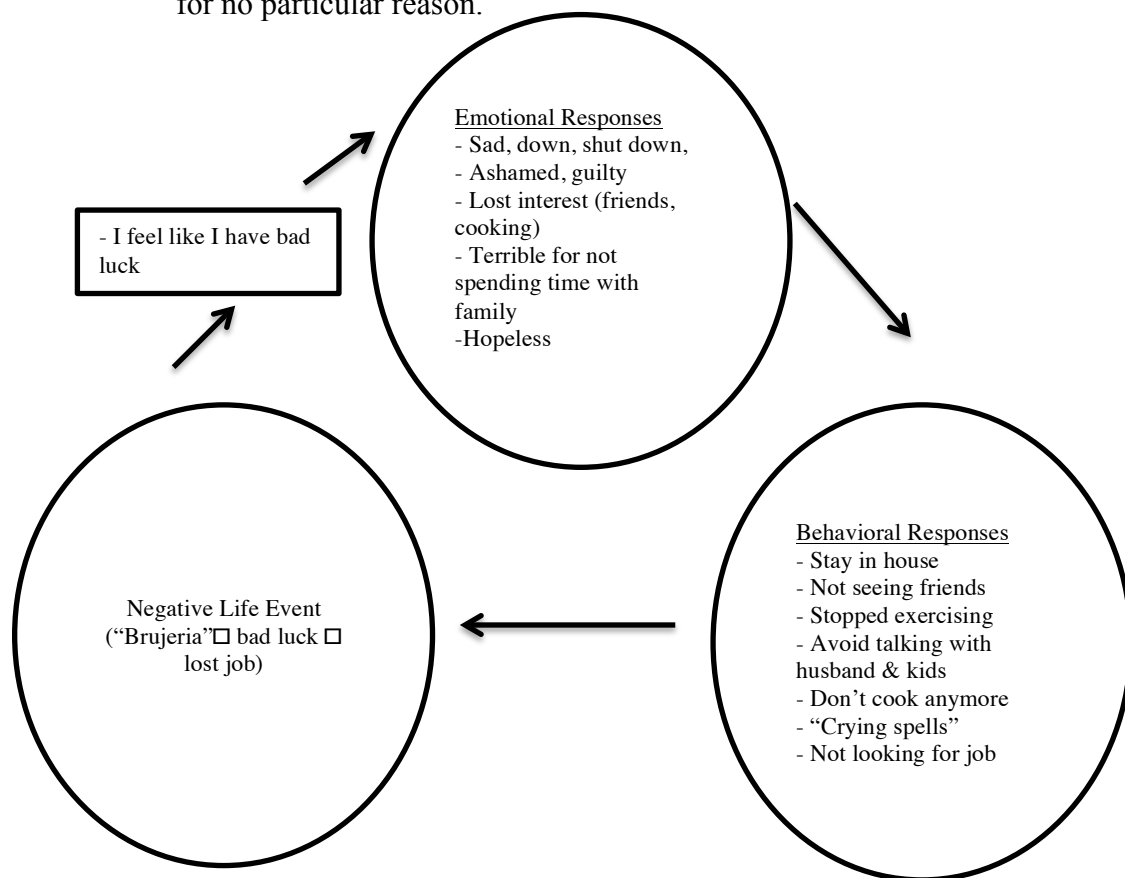 for no particular reason.
Emotional Responses
- Sad, down, shut down,
- Ashamed, guilty
- Lost interest (friends,
cooking)
- Terrible for not
spending time with
family
-Hopeless
- I feel like I have bad
luck
Negative Life Event
(“Brujeria”□ bad luck □
lost job)
Behavioral Responses
- Stay in house
- Not seeing friends
- Stopped exercising
- Avoid talking with
husband & kids
- Don’t cook anymore
- “Crying spells”
- Not looking for job